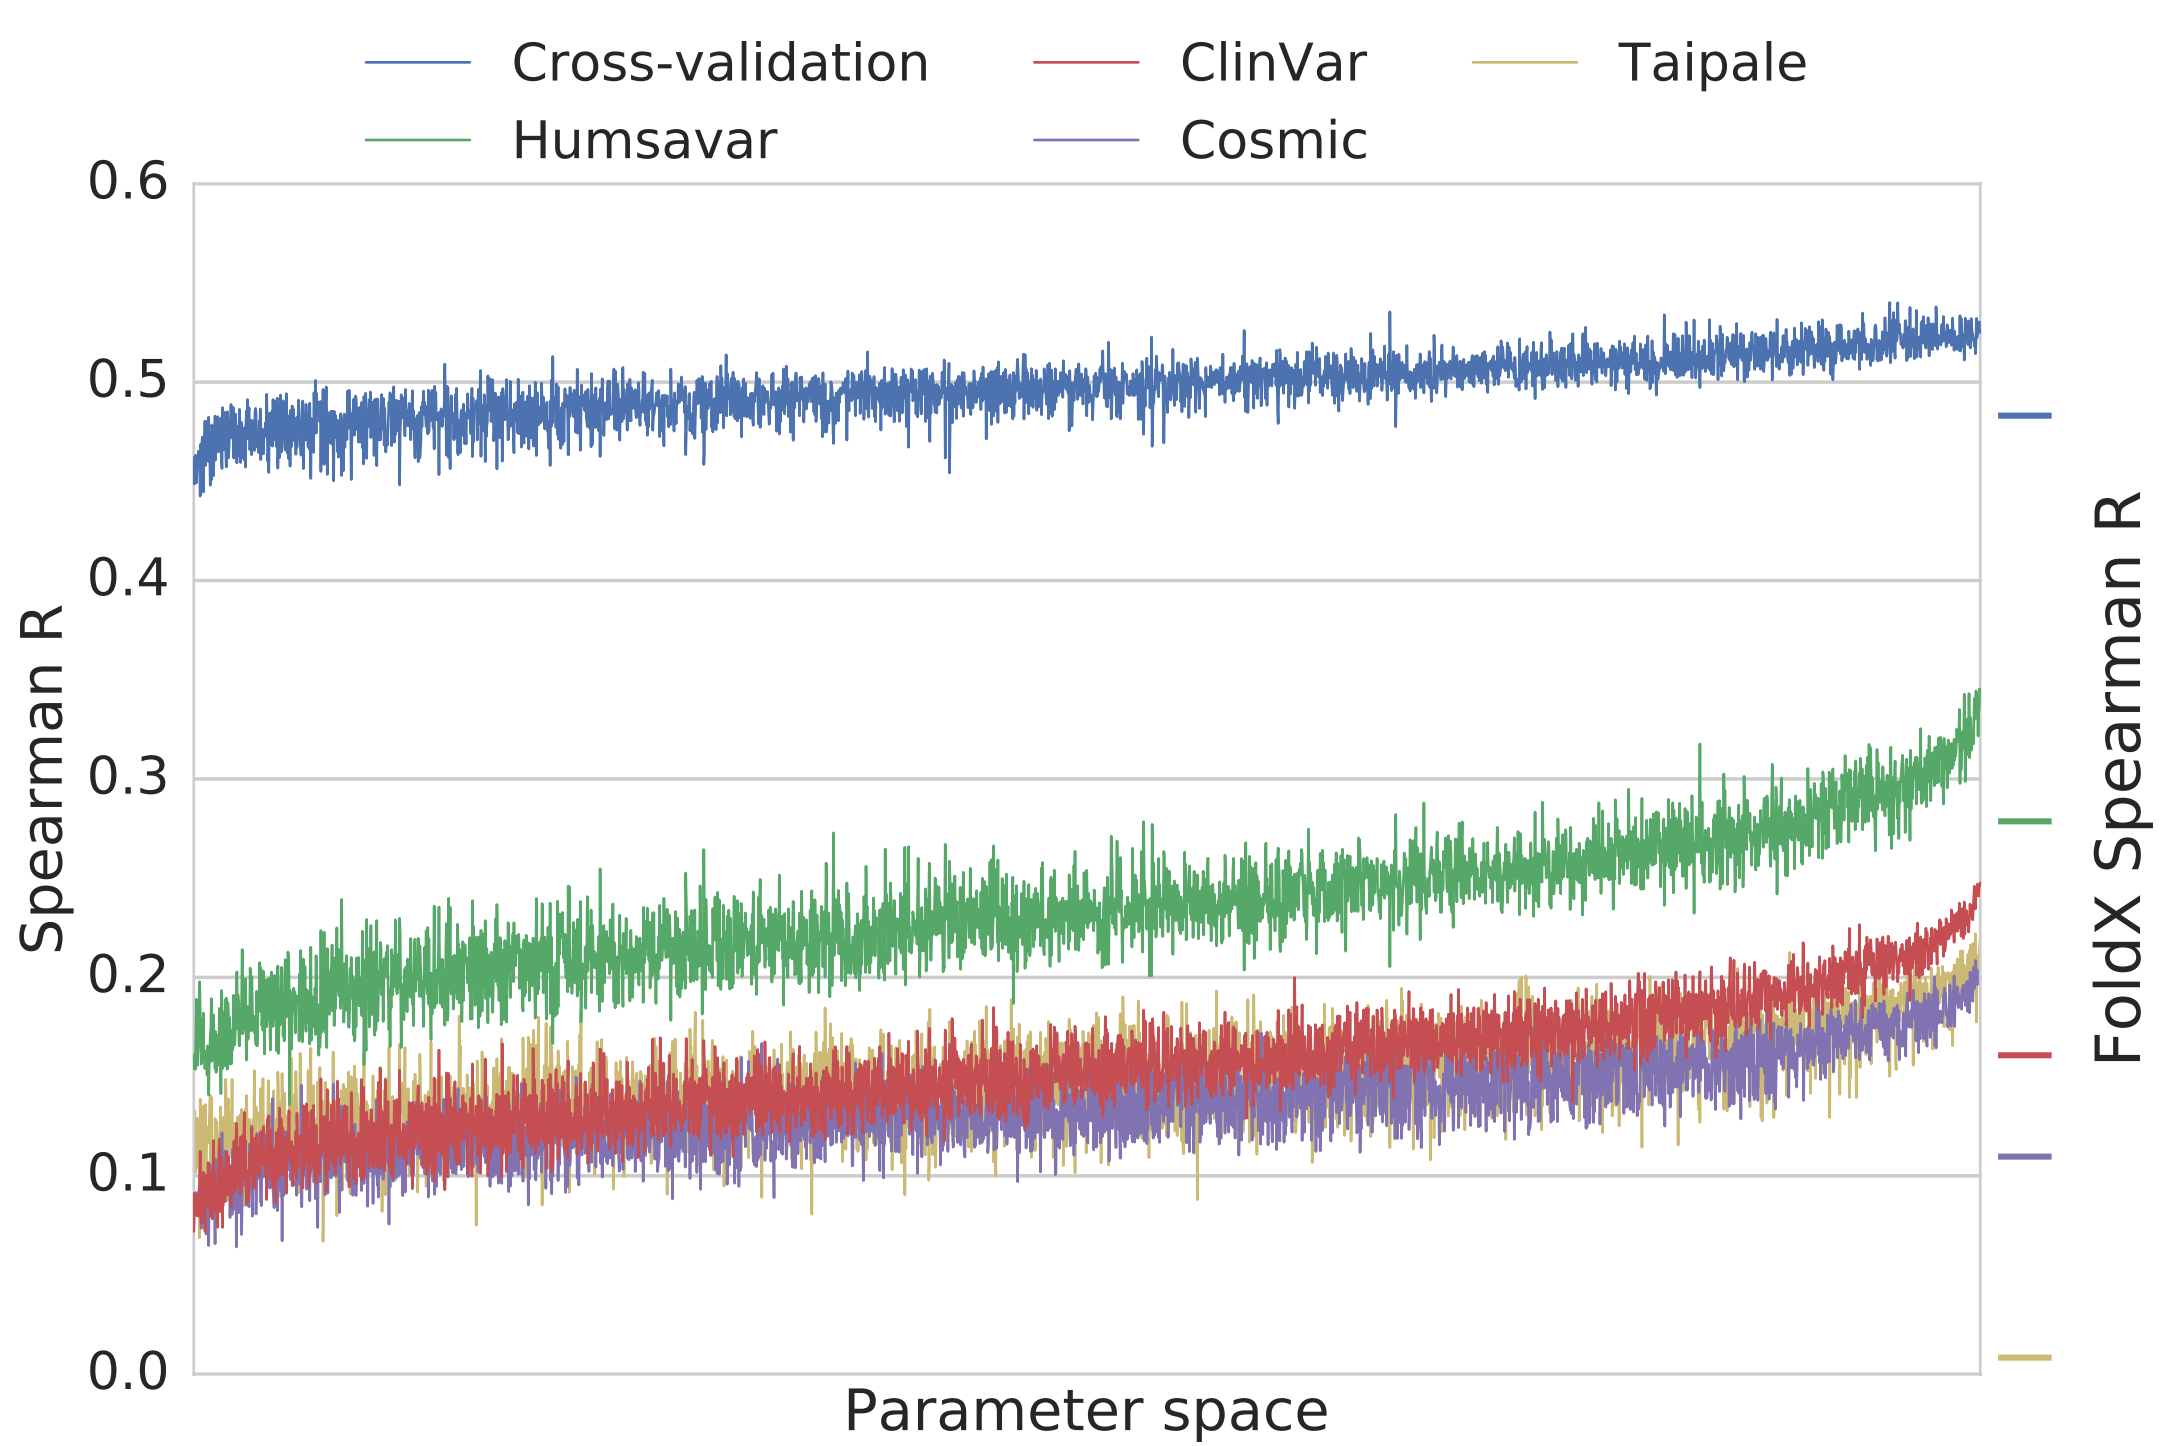 Cross-validation ClinVar Taipale
Humsavar Cosmic
0.6
0.5
0.4
0.3
0.2
0.1
0.0
Spearman R
Parameter space
FoldX Spearman R